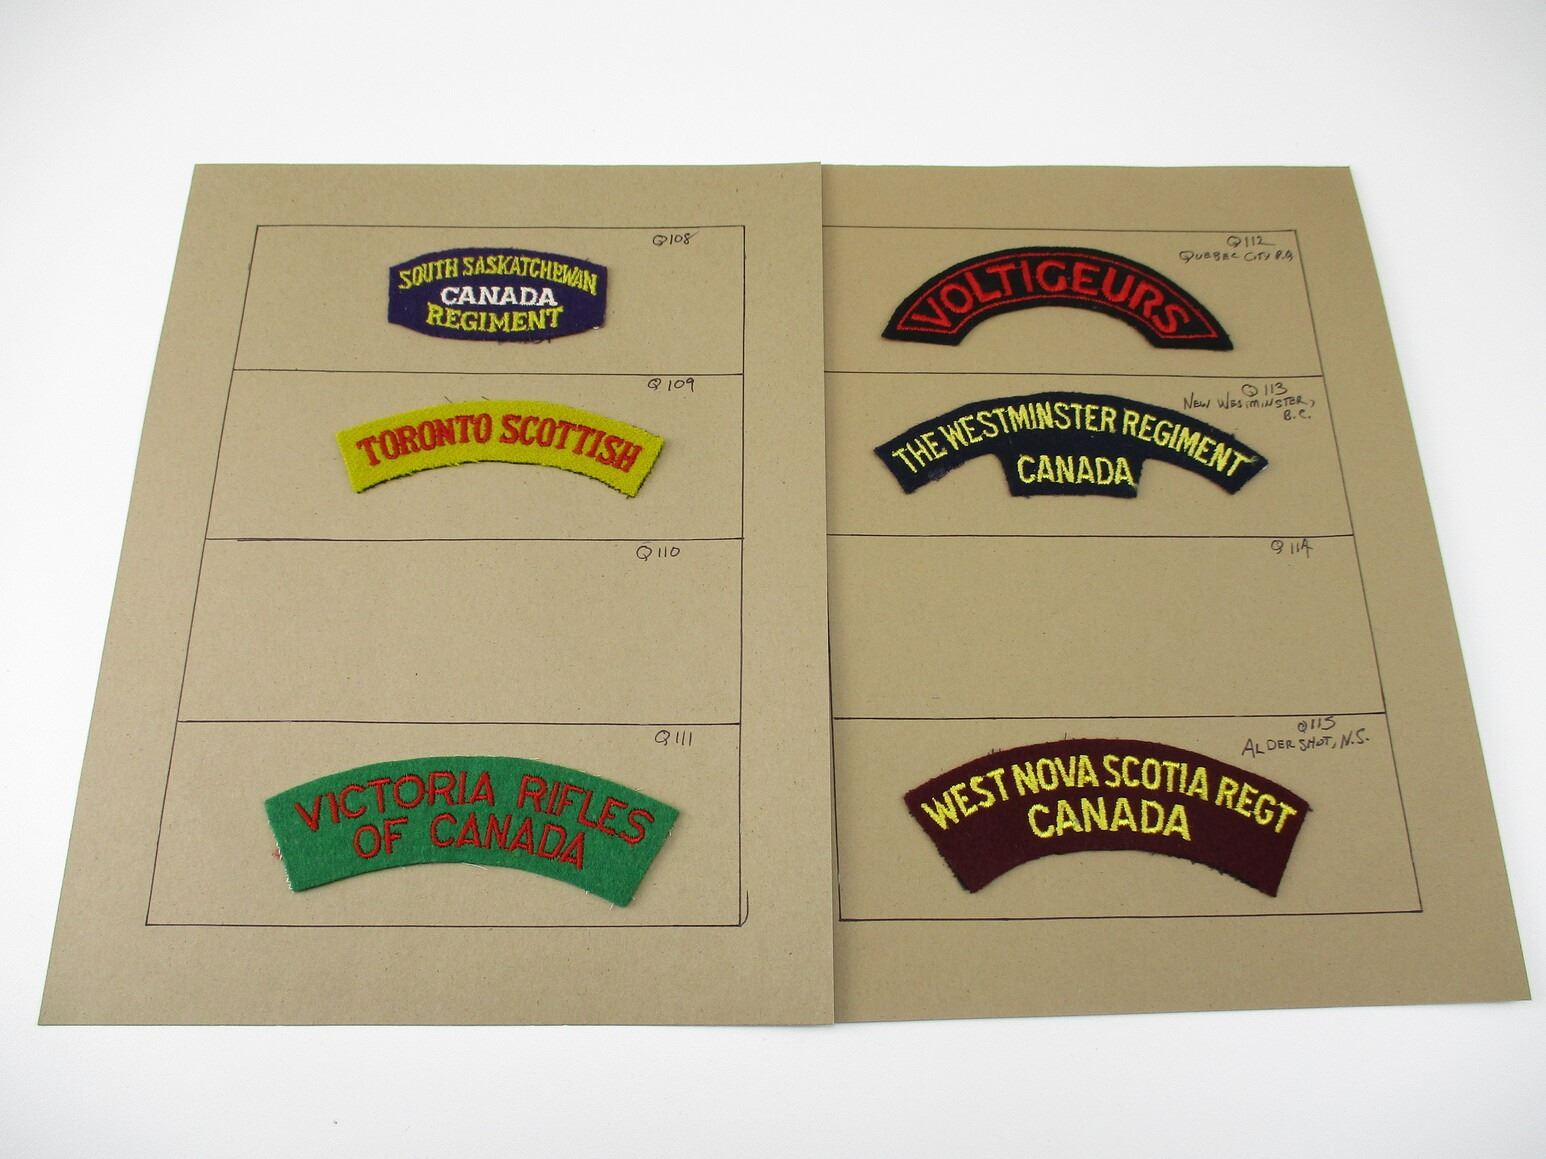 Q108
SOUTH SASKATCHEWAN
CANADA
REGIMENT
Q109
TORONTO SCOTTISH
Q110
Q111
VICTORIA RIFLES
OF CANADA
Q112
QUEBEC CITY P.Q
VOLTIGEURS
Q113
NEW WESTMINSTER,
B.C.
THE WESTMINSTER REGIMENT
CANADA
Q114
Q115
ALDERSHOT, N.S.
WEST NOVA SCOTIA REGT
CANADA